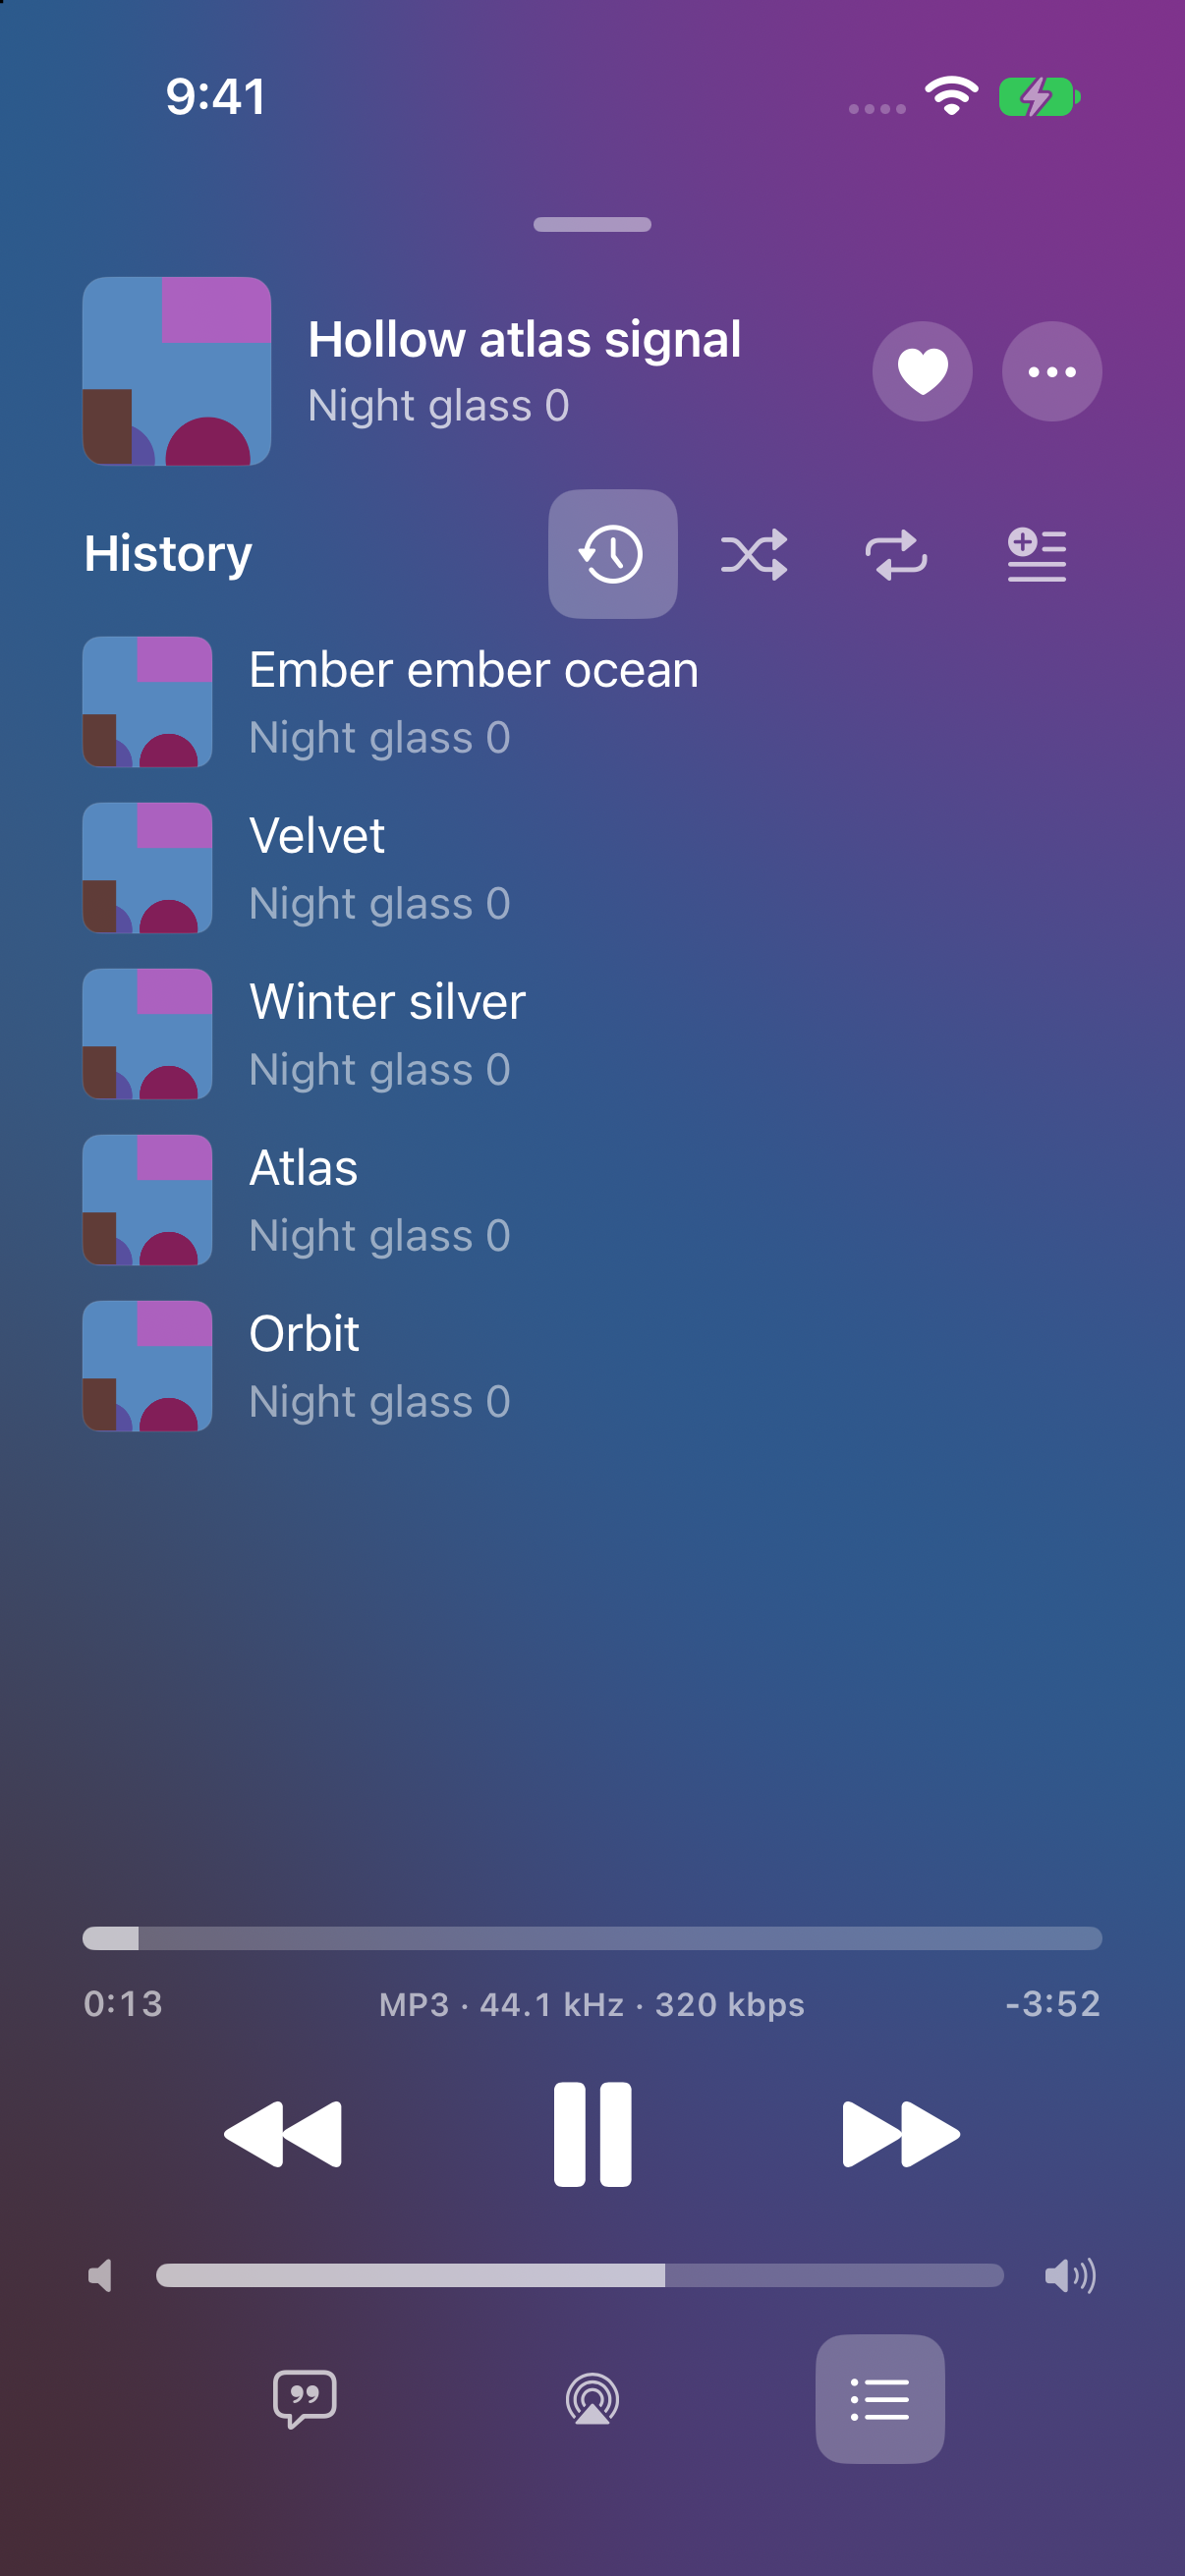 9:41
Hollow atlas signal
Night glass 0
History
Ember ember ocean
Night glass 0
Velvet
Night glass 0
Winter silver
Night glass 0
Atlas
Night glass 0
Orbit
Night glass 0
0:13 MP3 · 44.1 kHz · 320 kbps -3:52